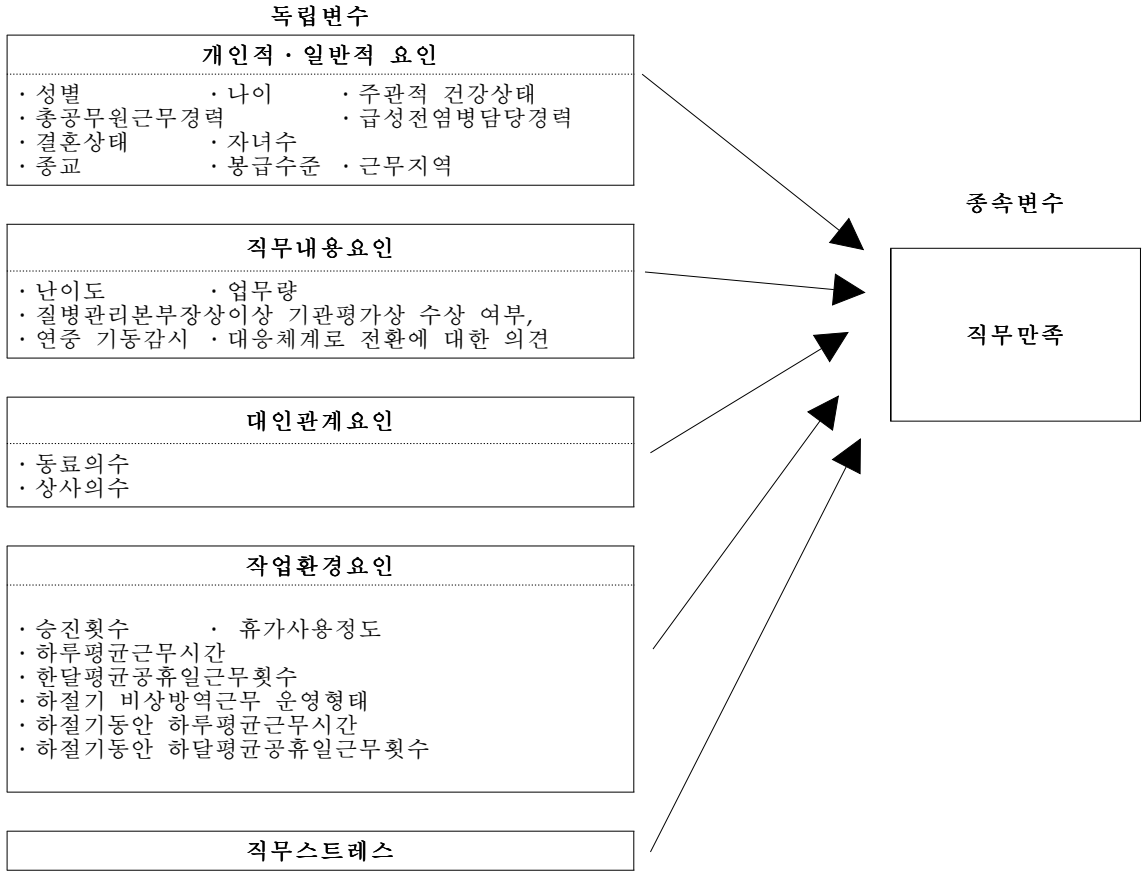 독립변수
개인적 · 일반적 요인
· 성별 · 나이 · 주관적 건강상태
· 총공무원근무경력 · 급성전염병담당경력
· 결혼상태 · 자녀수
· 종교 · 봉급수준 · 근무지역
직무내용요인
· 난이도 · 업무량
· 질병관리본부장상이상 기관평가상 수상 여부,
· 연중 기동감시 · 대응체계로 전환에 대한 의견
대인관계요인
· 동료의수
· 상사의수
작업환경요인
· 승진횟수 · 휴가사용정도
· 하루평균근무시간
· 한달평균공휴일근무횟수
· 하절기 비상방역근무 운영형태
· 하절기동안 하루평균근무시간
· 하절기동안 하달평균공휴일근무횟수
직무스트레스
종속변수
직무만족